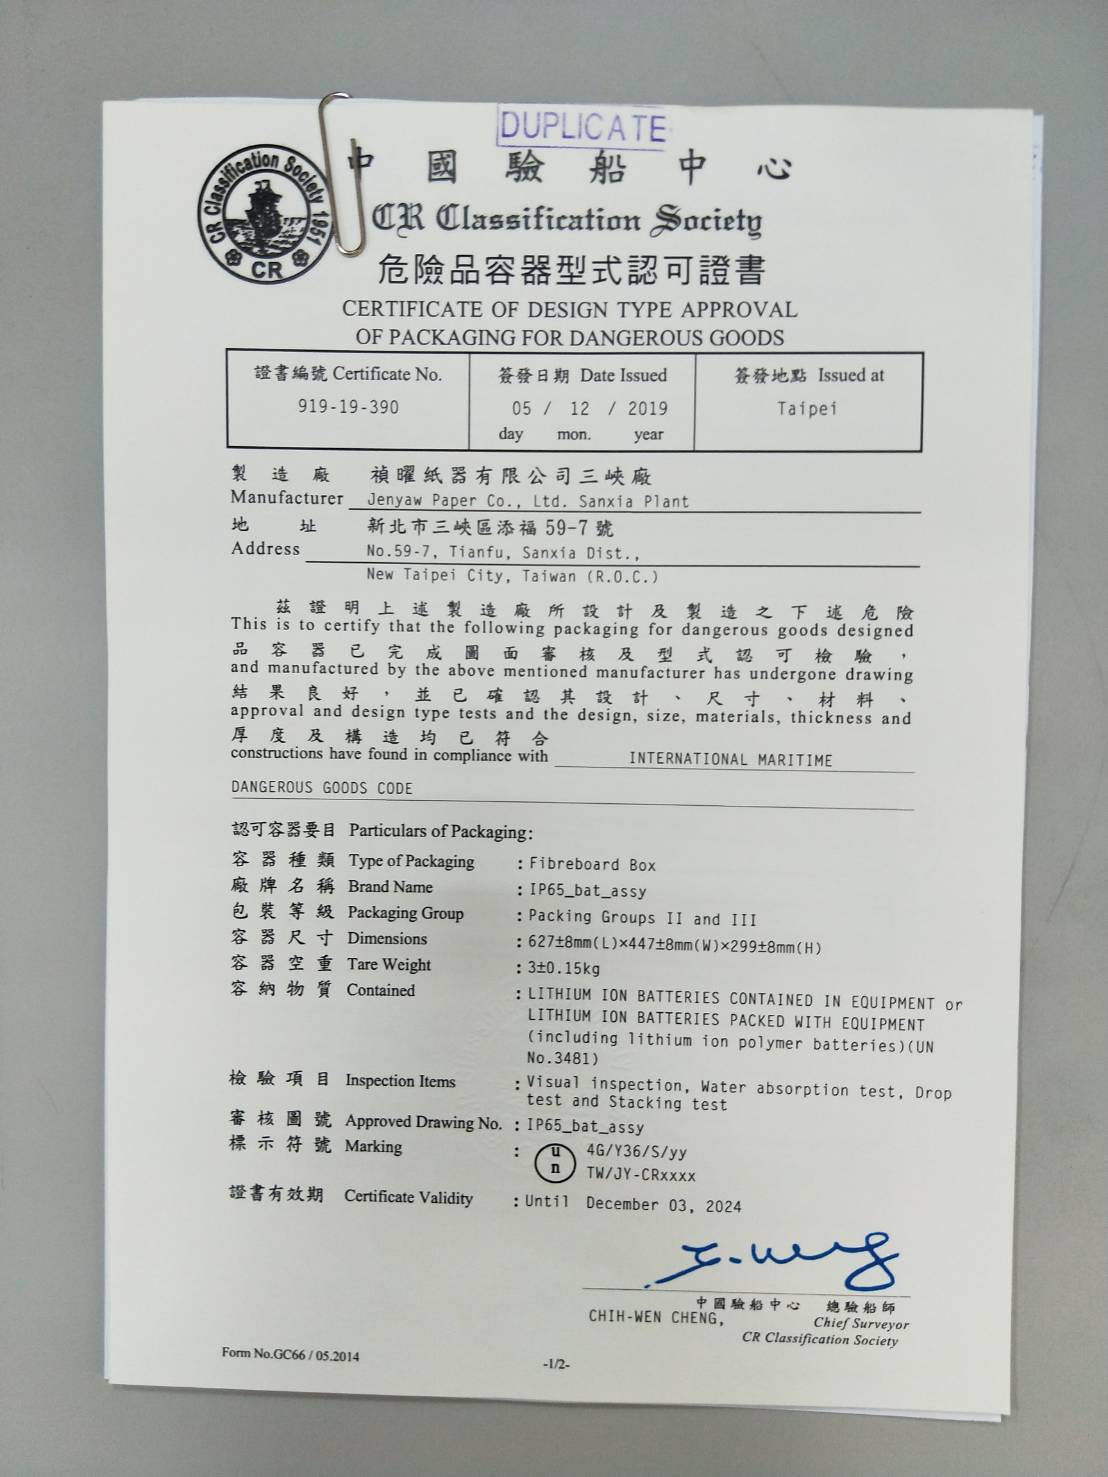 DUPLICATE
中國驗船中心
CR Classification Society 1951
CR
CR Classification Society
危險品容器型式認可證書
CERTIFICATE OF DESIGN TYPE APPROVAL
OF PACKAGING FOR DANGEROUS GOODS
證書編號 Certificate No.
919-19-390
簽發日期 Date Issued
05 / 12 / 2019
day mon. year
簽發地點 Issued at
Taipei
製造廠 禎曜紙器有限公司三峽廠
Manufacturer Jenyaw Paper Co., Ltd. Sanxia Plant
地址 新北市三峽區添福 59-7 號
Address No.59-7, Tianfu, Sanxia Dist.,
New Taipei City, Taiwan (R.O.C.)
茲證明上述製造廠所設計及製造之下述危險
This is to certify that the following packaging for dangerous goods designed
品容器已完成圖面審核及型式認可檢驗，
and manufactured by the above mentioned manufacturer has undergone drawing
結果良好，並已確認其設計、尺寸、材料、
approval and design type tests and the design, size, materials, thickness and
厚度及構造均已符合
constructions have found in compliance with INTERNATIONAL MARITIME
DANGEROUS GOODS CODE
認可容器要目 Particulars of Packaging:
容器種類 Type of Packaging : Fibreboard Box
廠牌名稱 Brand Name : IP65_bat_assy
包裝等級 Packaging Group : Packing Groups II and III
容器尺寸 Dimensions : 627±8mm(L)×447±8mm(W)×299±8mm(H)
容器空重 Tare Weight : 3±0.15kg
容納物質 Contained : LITHIUM ION BATTERIES CONTAINED IN EQUIPMENT or
LITHIUM ION BATTERIES PACKED WITH EQUIPMENT
(including lithium ion polymer batteries)(UN
No.3481)
檢驗項目 Inspection Items : Visual inspection, Water absorption test, Drop
test and Stacking test
審核圖號 Approved Drawing No. : IP65_bat_assy
標示符號 Marking : un 4G/Y36/S/yy
TW/JY-CRxxxx
證書有效期 Certificate Validity : Until December 03, 2024
中國驗船中心 總驗船師
CHIH-WEN CHENG, Chief Surveyor
CR Classification Society
Form No.GC66 / 05.2014
-1/2-